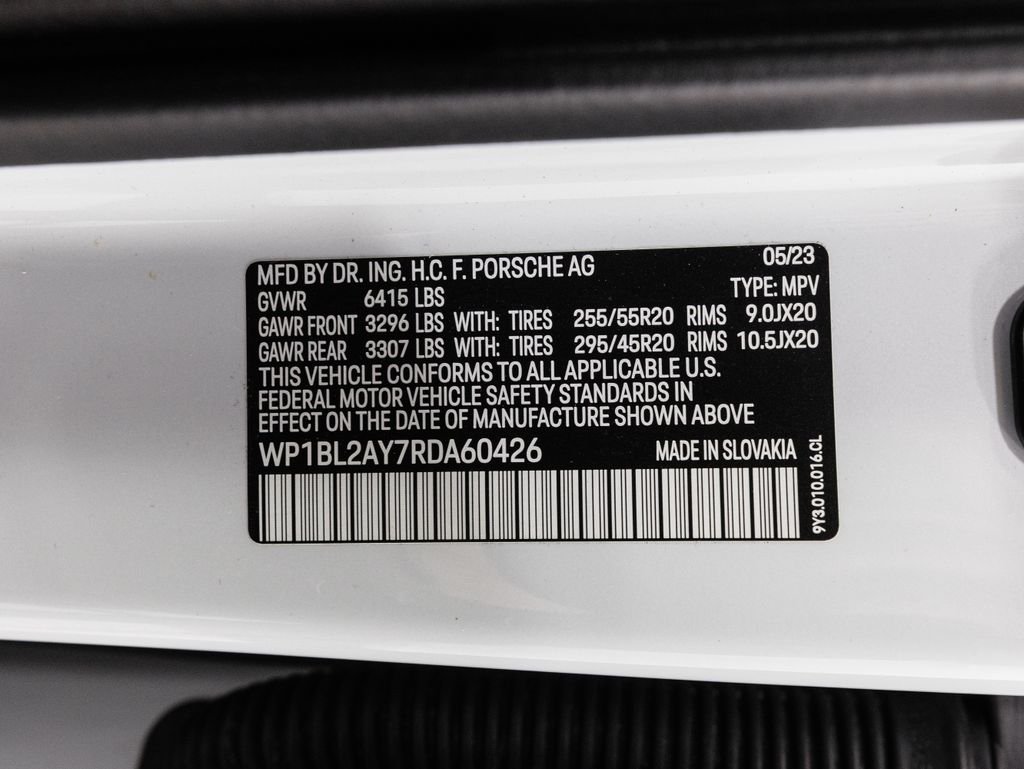 MFD BY DR. ING. H.C. F. PORSCHE AG 05/23
GVWR 6415 LBS TYPE: MPV
GAWR FRONT 3296 LBS WITH: TIRES 255/55R20 RIMS 9.0JX20
GAWR REAR 3307 LBS WITH: TIRES 295/45R20 RIMS 10.5JX20
THIS VEHICLE CONFORMS TO ALL APPLICABLE U.S.
FEDERAL MOTOR VEHICLE SAFETY STANDARDS IN
EFFECT ON THE DATE OF MANUFACTURE SHOWN ABOVE
WP1BL2AY7RDA60426 MADE IN SLOVAKIA
9Y3.010.016.CL